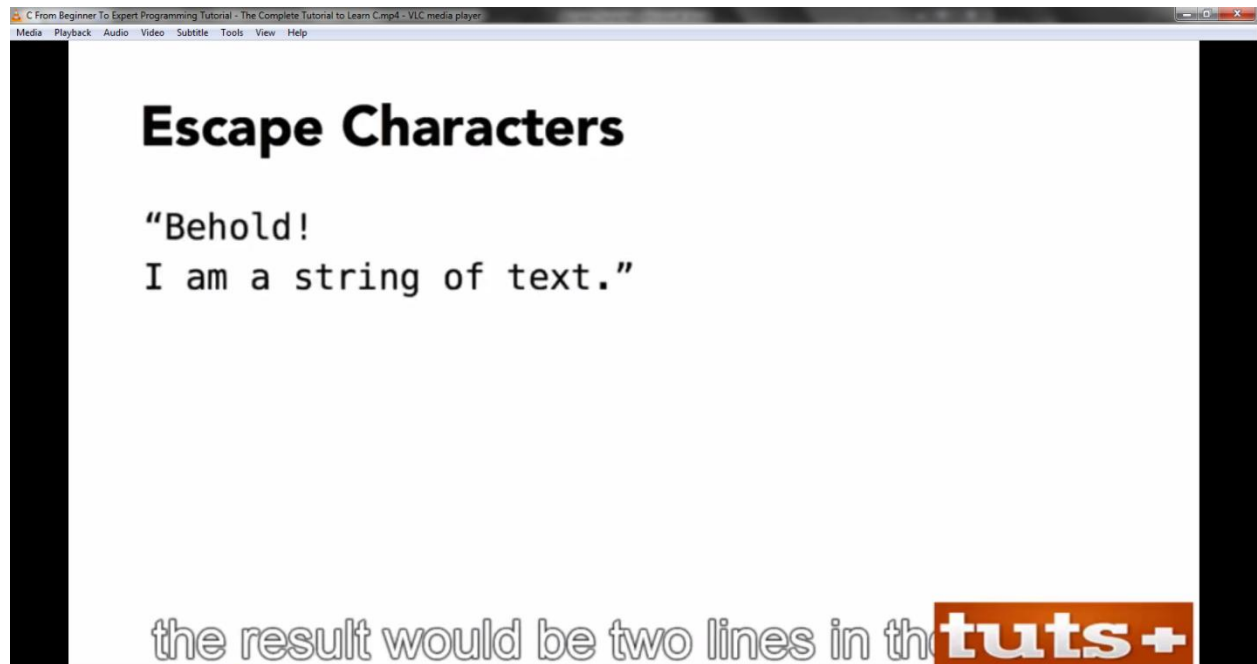 C From Beginner To Expert Programming Tutorial - The Complete Tutorial to Learn C.mp4 - VLC media player
Media Playback Audio Video Subtitle Tools View Help
Escape Characters
“Behold!
I am a string of text.”
the result would be two lines in
tuts+